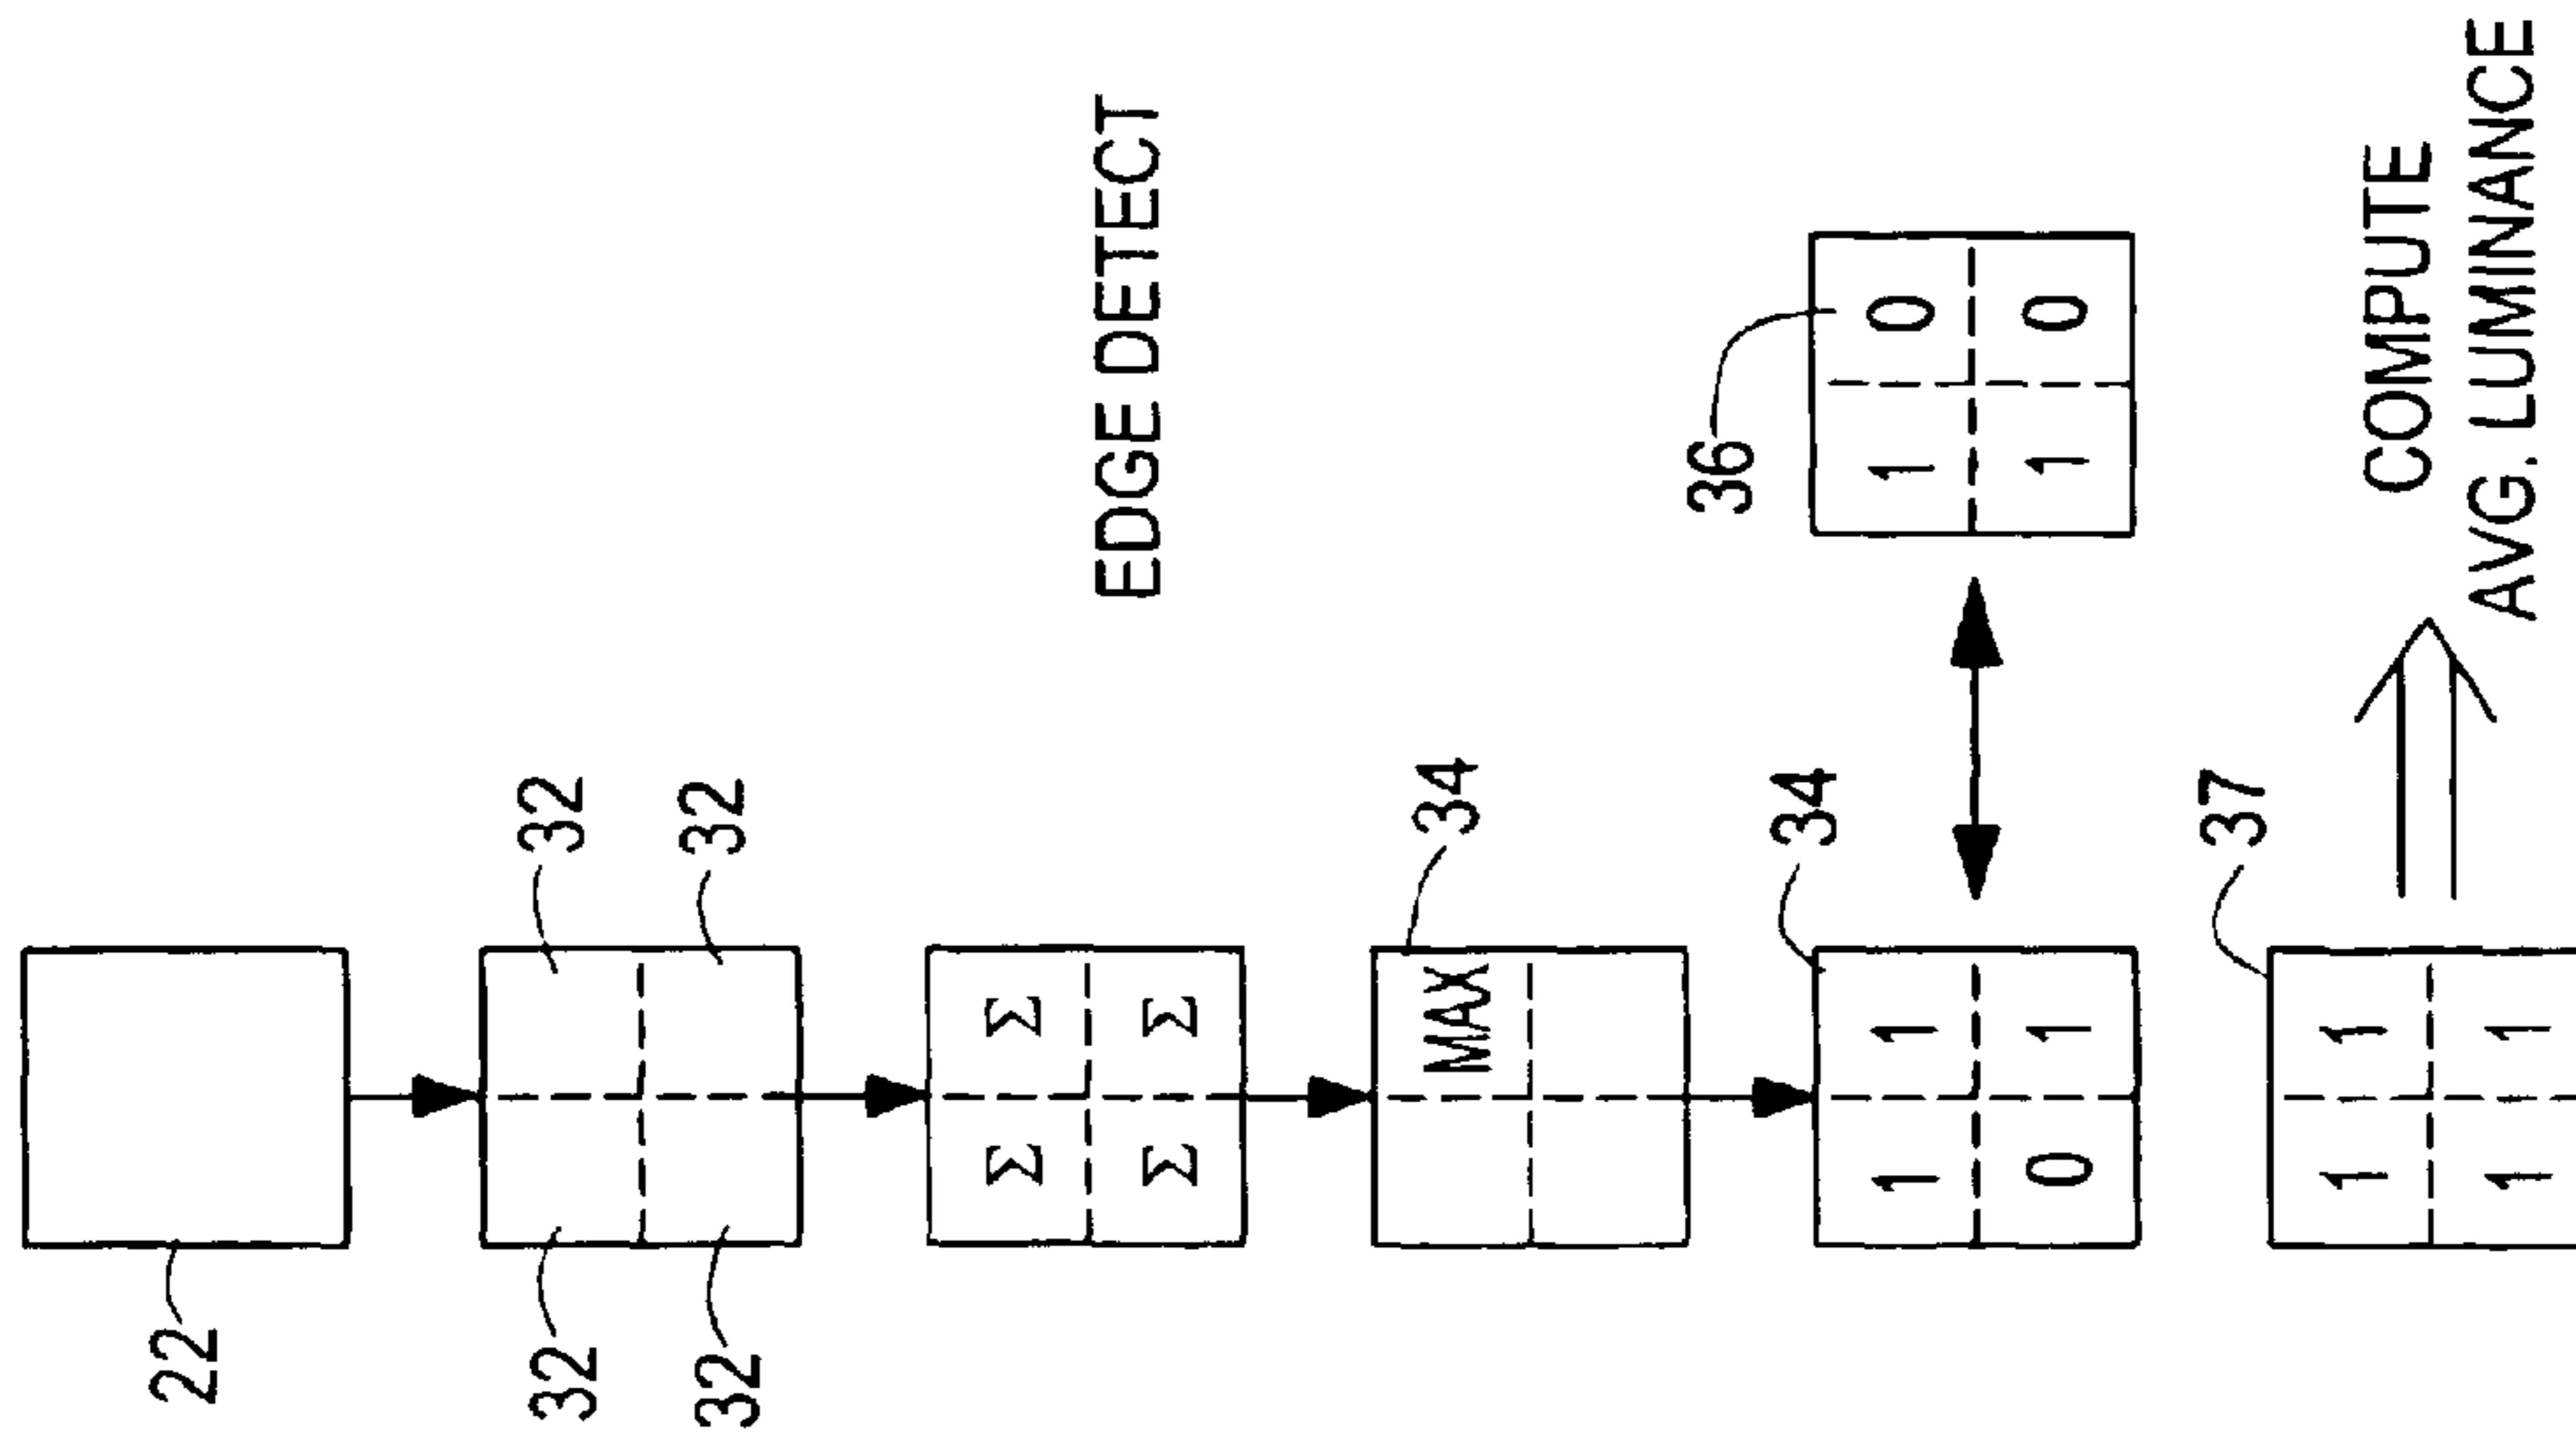 22
32 32
32 32
Σ Σ
Σ Σ
EDGE DETECT
MAX 34
36
34
1 1 1 0
0 1 1 0
37
1 1
1 1
COMPUTE
AVG. LUMINANCE